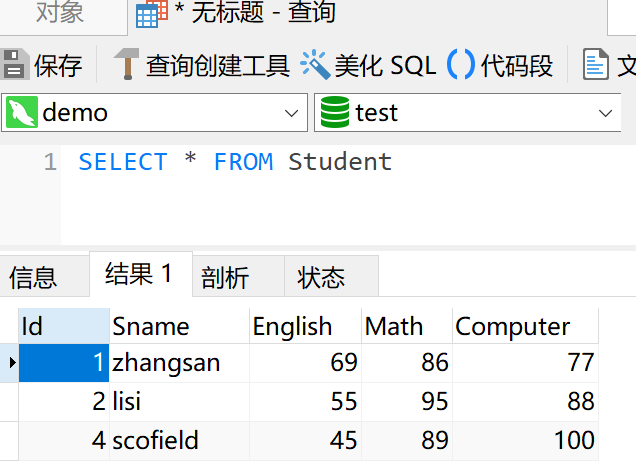 对象 * 无标题 - 查询
保存 查询创建工具 美化 SQL 代码段
demo test
1 SELECT * FROM Student
信息 结果 1 剖析 状态
Id Sname English Math Computer
1 zhangsan 69 86 77
2 lisi 55 95 88
4 scofield 45 89 100